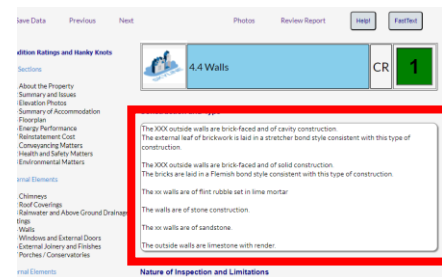 Save Data Previous Next Photos Review Report Help! FastText
dition Ratings and Hanky Knots
Sections
4.4 Walls CR 1
About the Property
Summary and Issues
Elevation Photos
Summary of Accommodation
Floorplan
Energy Performance
Reinstatement Cost
Conveyancing Matters
Health and Safety Matters
Environmental Matters
ernal Elements
Chimneys
Roof Coverings
Rainwater and Above Ground Drainage
tings
Walls
Windows and External Doors
External Joinery and Finishes
Porches / Conservatories
ernal Elements
The XXX outside walls are brick-faced and of cavity construction.
The external leaf of brickwork is laid in a stretcher bond style consistent with this type of
construction.
The XXX outside walls are brick-faced and of solid construction.
The bricks are laid in a Flemish bond style consistent with this type of construction.
The xx walls are of flint rubble set in lime mortar
The walls are of stone construction.
The xx walls are of sandstone.
The outside walls are limestone with render.
Nature of Inspection and Limitations